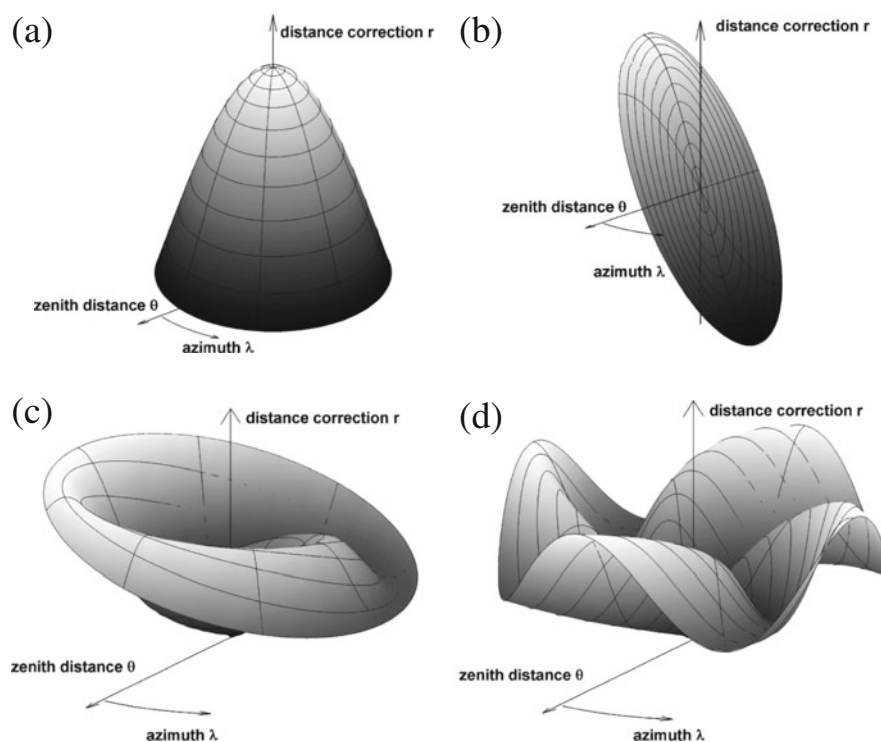 (a)
distance correction r
zenith distance θ
azimuth λ
(b)
distance correction r
zenith distance θ
azimuth λ
(c)
distance correction r
zenith distance θ
azimuth λ
(d)
distance correction r
zenith distance θ
azimuth λ